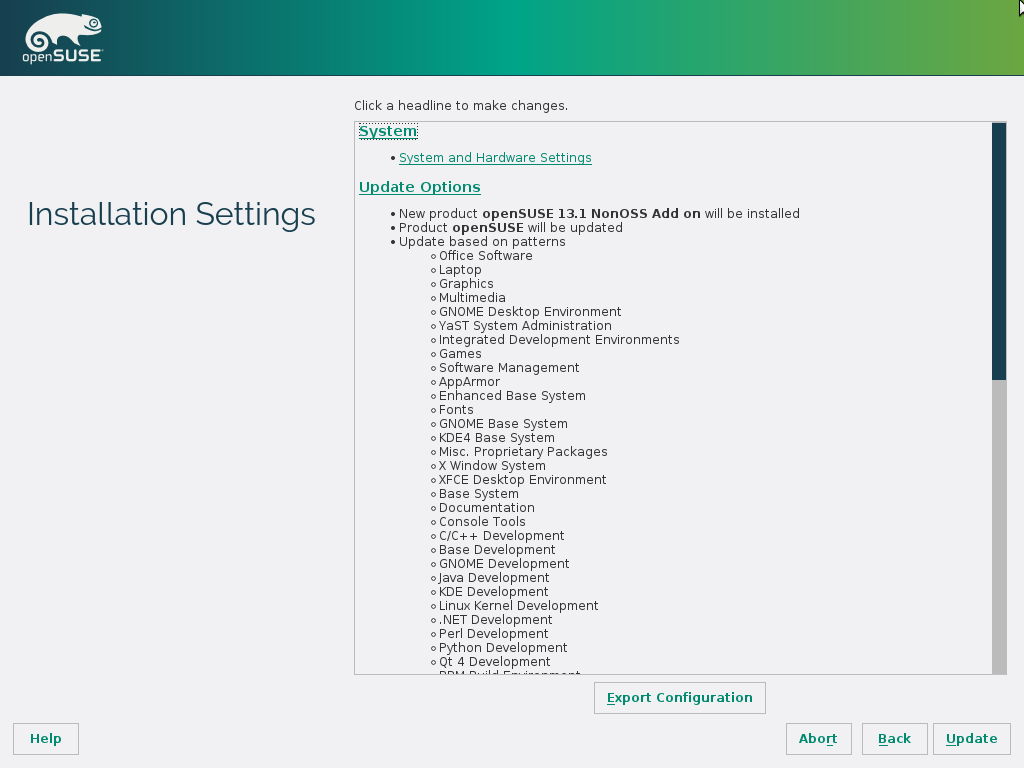 openSUSE
Click a headline to make changes.
Installation Settings
System
• System and Hardware Settings
Update Options
• New product openSUSE 13.1 NonOSS Add on will be installed
• Product openSUSE will be updated
• Update based on patterns
○ Office Software
○ Laptop
○ Graphics
○ Multimedia
○ GNOME Desktop Environment
○ YaST System Administration
○ Integrated Development Environments
○ Games
○ Software Management
○ AppArmor
○ Enhanced Base System
○ Fonts
○ GNOME Base System
○ KDE4 Base System
○ Misc. Proprietary Packages
○ X Window System
○ XFCE Desktop Environment
○ Base System
○ Documentation
○ Console Tools
○ C/C++ Development
○ Base Development
○ GNOME Development
○ Java Development
○ KDE Development
○ Linux Kernel Development
○ .NET Development
○ Perl Development
○ Python Development
○ Qt 4 Development
○ RPM Build Environment
Export Configuration
Help
Abort
Back
Update